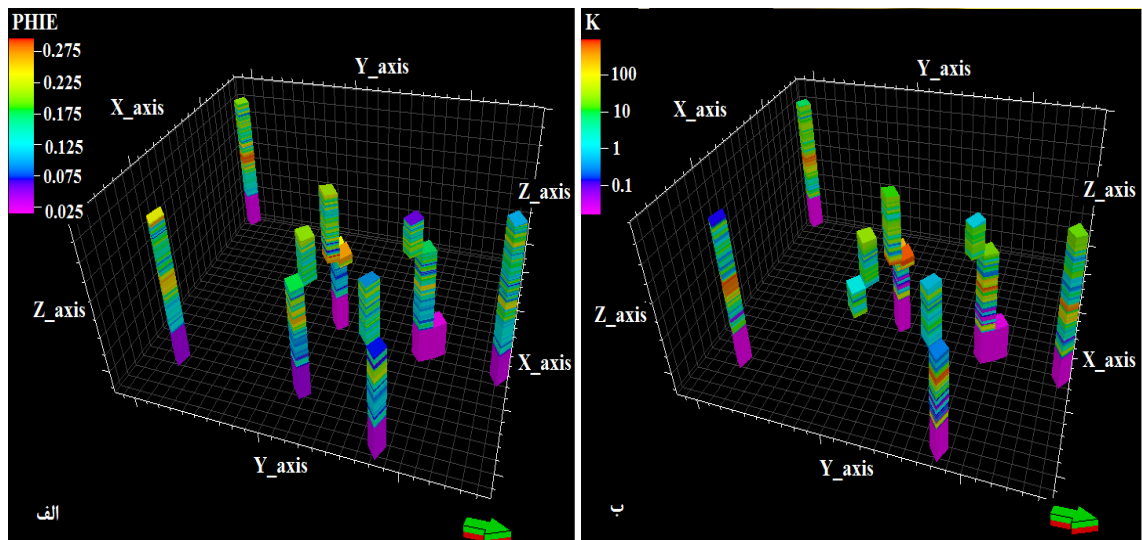 PHIE
0.275
0.225
0.175
0.125
0.075
0.025
Y_axis
X_axis
Z_axis
Z_axis
X_axis
Y_axis
الف
K
100
10
1
0.1
Y_axis
X_axis
Z_axis
Z_axis
X_axis
Y_axis
ب